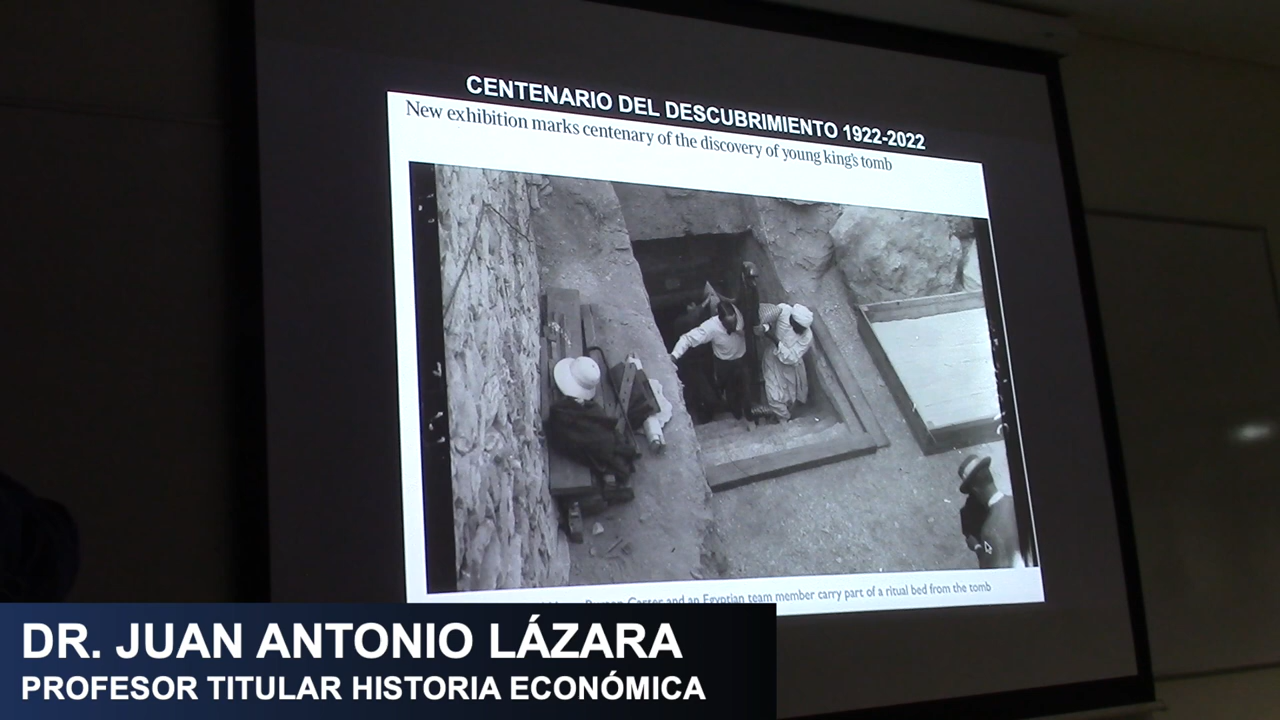 CENTENARIO DEL DESCUBRIMIENTO 1922-2022
New exhibition marks centenary of the discovery of young king's tomb
Carter and an Egyptian team member carry part of a ritual bed from the tomb
DR. JUAN ANTONIO LÁZARA
PROFESOR TITULAR HISTORIA ECONÓMICA